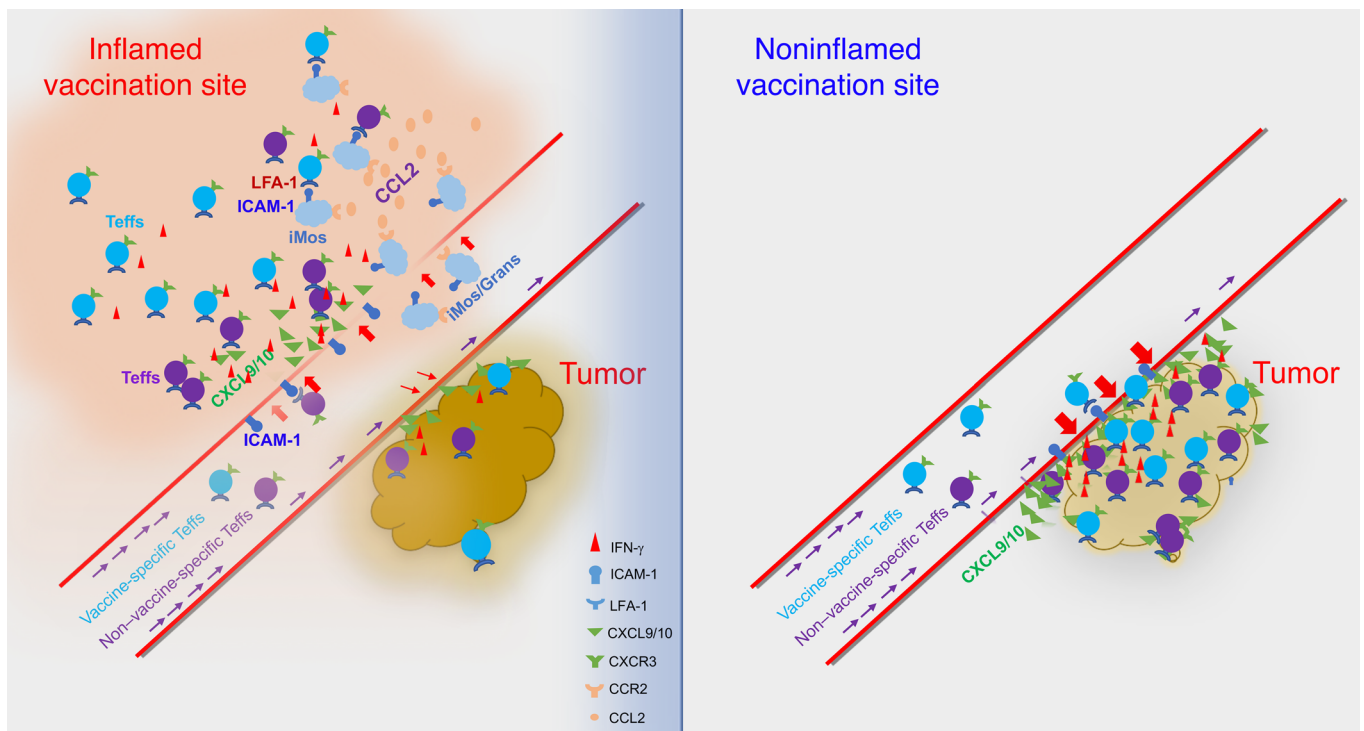 Inflamed
vaccination site
LFA-1
ICAM-1
CCL2
Teffs
iMos
iMos/Grans
Teffs
CXCL9/10
ICAM-1
Tumor
Vaccine-specific Teffs
Non–vaccine-specific Teffs
IFN-γ
ICAM-1
LFA-1
CXCL9/10
CXCR3
CCR2
CCL2
Noninflamed
vaccination site
Tumor
CXCL9/10
Vaccine-specific Teffs
Non–vaccine-specific Teffs